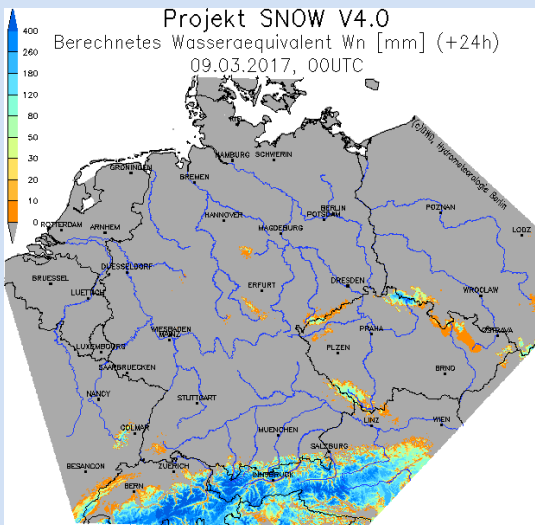 Projekt SNOW V4.0
Berechnetes Wasseraequivalent Wn [mm] (+24h)
09.03.2017, 00UTC
400
260
180
120
80
50
30
20
10
0
(c)DWD, Hydrometeorologie Berlin
KIEL
HAMBURG
SCHWERIN
GRONINGEN
BREMEN
BERLIN
POTSDAM
POZNAN
HANNOVER
MAGDEBURG
LODZ
ROTTERDAM
ARNHEM
DUESSELDORF
BRUESSEL
LUETTICH
ERFURT
DRESDEN
WROCLAW
WIESBADEN
MAINZ
PRAHA
OSTRAVA
LUXEMBOURG
PLZEN
SAARBRUECKEN
BRNO
NANCY
STUTTGART
COLMAR
MUENCHEN
LINZ
WIEN
SALZBURG
BESANCON
ZUERICH
INNSBRUCK
BERN